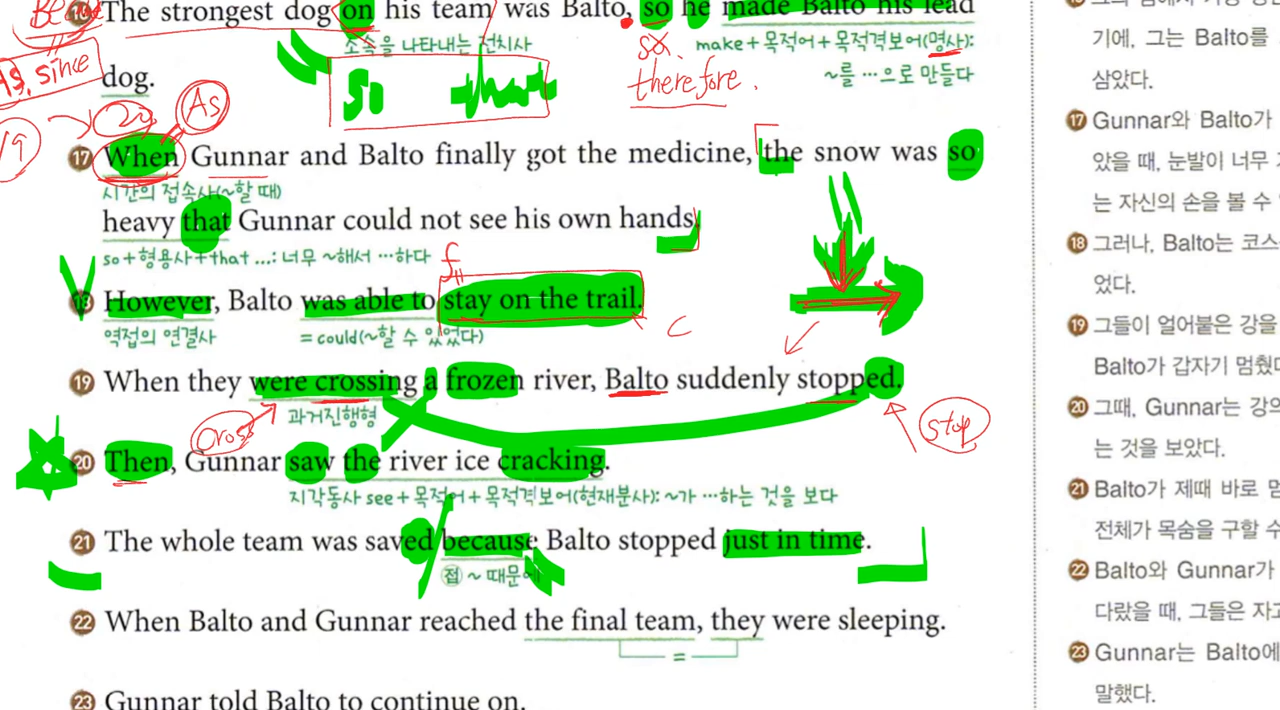 Be
⑯ The strongest dog on his team was Balto, so he made Balto his lead
소속을 나타내는 전치사
so
make+목적어+목적격보어(명사):
~를 …으로 만들다
As, since
dog.
so that
therefore.
19
As
⑰ When Gunnar and Balto finally got the medicine, the snow was so
시간의 접속사(~할 때)
heavy that Gunnar could not see his own hands.
so+형용사+that …: 너무 ~해서 …하다
However, Balto was able to stay on the trail.
역접의 연결사
= could(~할 수 있었다)
⑲ When they were crossing a frozen river, Balto suddenly stopped.
과거진행형
cross
stop
⑳ Then, Gunnar saw the river ice cracking.
지각동사 see+목적어+목적격보어(현재분사): ~가 …하는 것을 보다
㉑ The whole team was saved because Balto stopped just in time.
접 ~ 때문에
㉒ When Balto and Gunnar reached the final team, they were sleeping.
=
㉓ Gunnar told Balto to continue on.
기에, 그는 Balto를
삼았다.
⑰ Gunnar와 Balto가
았을 때, 눈발이 너무
는 자신의 손을 볼 수
⑱ 그러나, Balto는 코스
었다.
⑲ 그들이 얼어붙은 강을
Balto가 갑자기 멈췄
⑳ 그때, Gunnar는 강의
는 것을 보았다.
㉑ Balto가 제때 바로
전체가 목숨을 구할 수
㉒ Balto와 Gunnar가
다랐을 때, 그들은 자고
㉓ Gunnar는 Balto에
말했다.